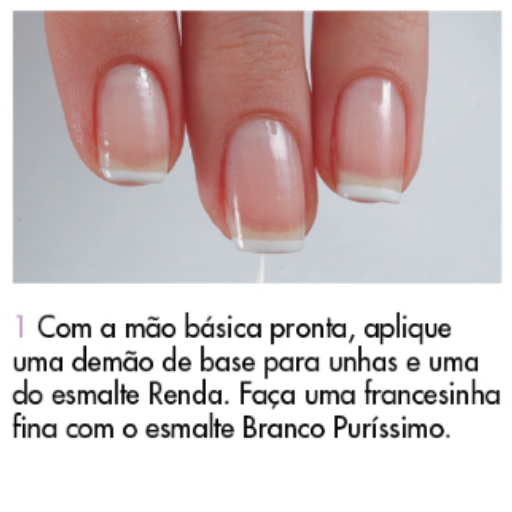 1 Com a mão básica pronta, aplique
uma demão de base para unhas e uma
do esmalte Renda. Faça uma francesinha
fina com o esmalte Branco Puríssimo.